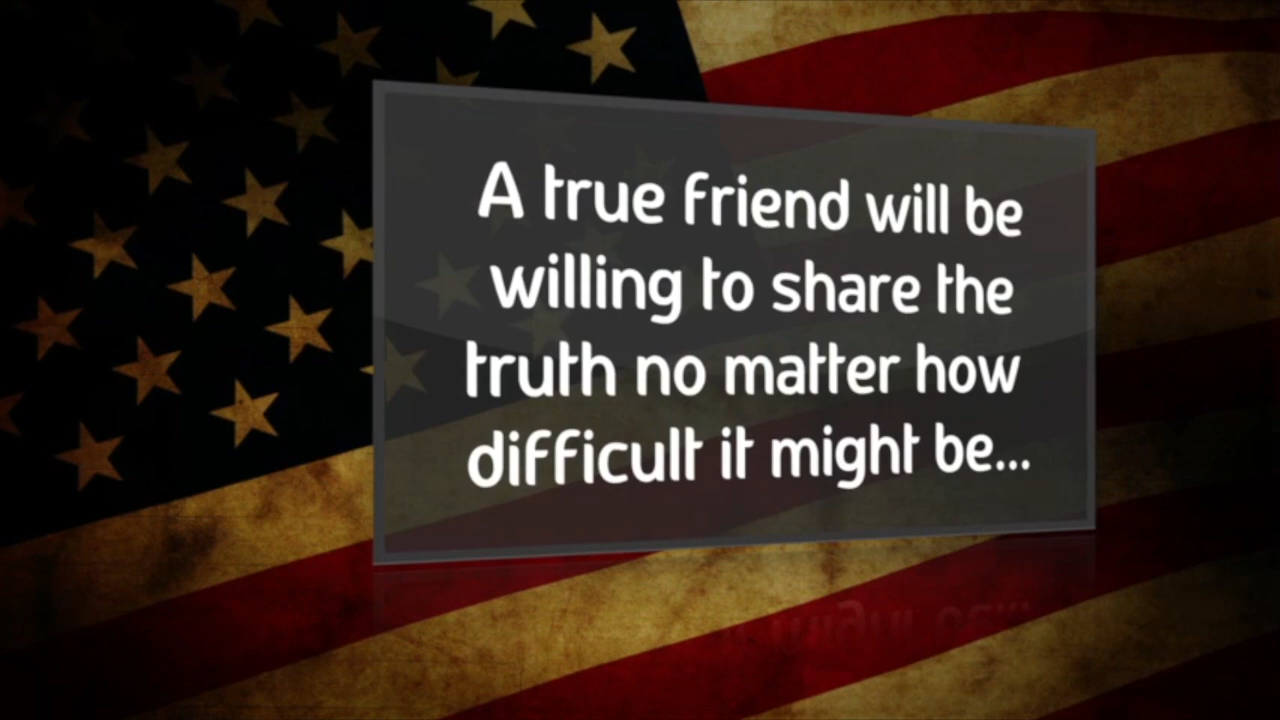 A true friend will be
willing to share the
truth no matter how
difficult it might be...